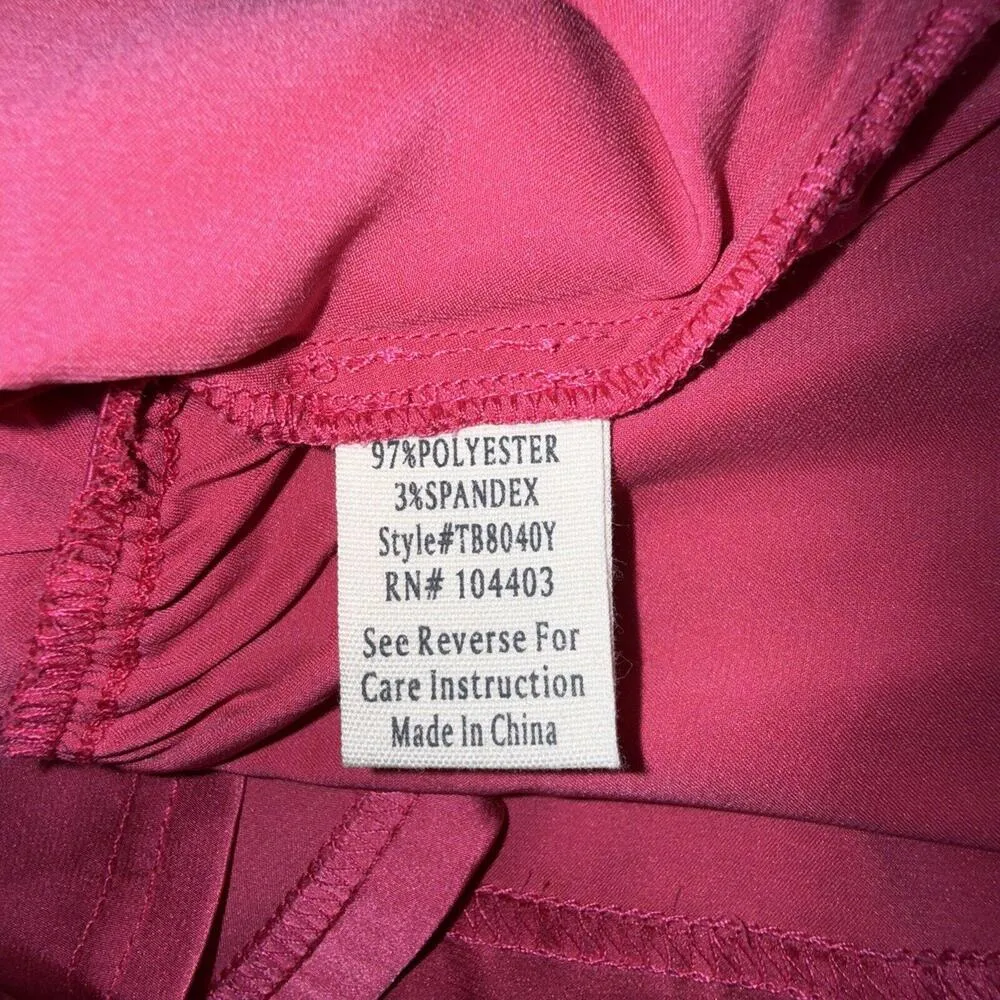 97%POLYESTER
3%SPANDEX
Style#TB8040Y
RN# 104403
See Reverse For
Care Instruction
Made In China